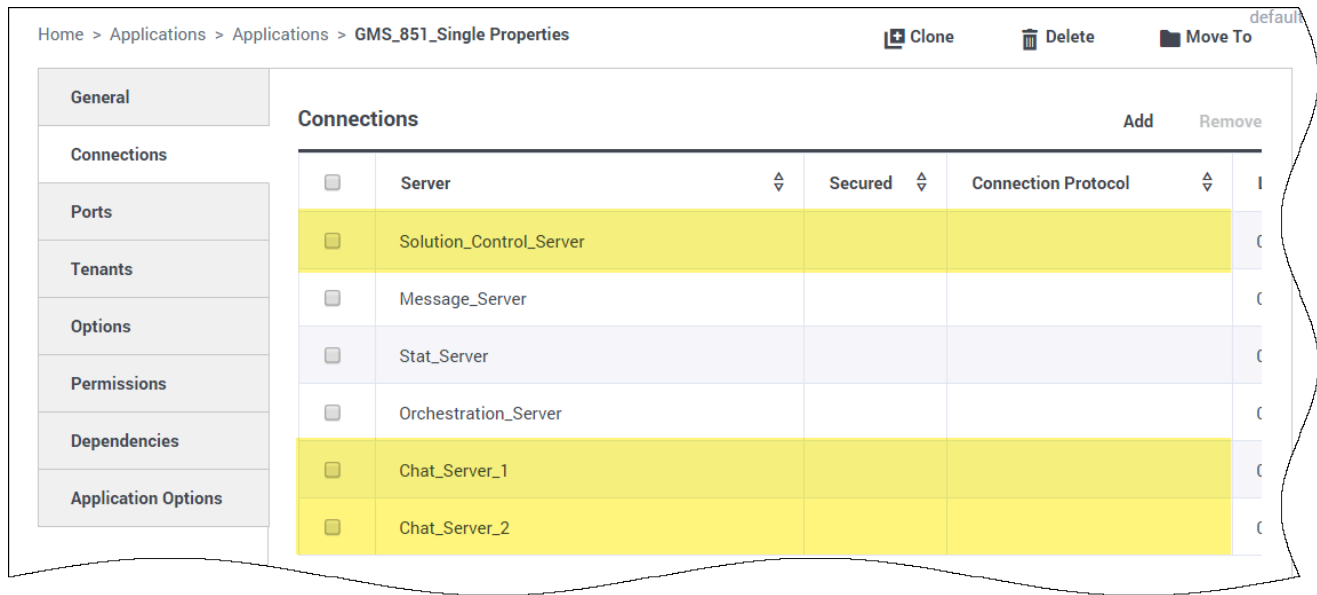 default
Home > Applications > Applications > GMS_851_Single Properties
Clone Delete Move To
General
Connections
Ports
Tenants
Options
Permissions
Dependencies
Application Options
Connections Add Remove
Server Secured Connection Protocol
Solution_Control_Server
Message_Server
Stat_Server
Orchestration_Server
Chat_Server_1
Chat_Server_2